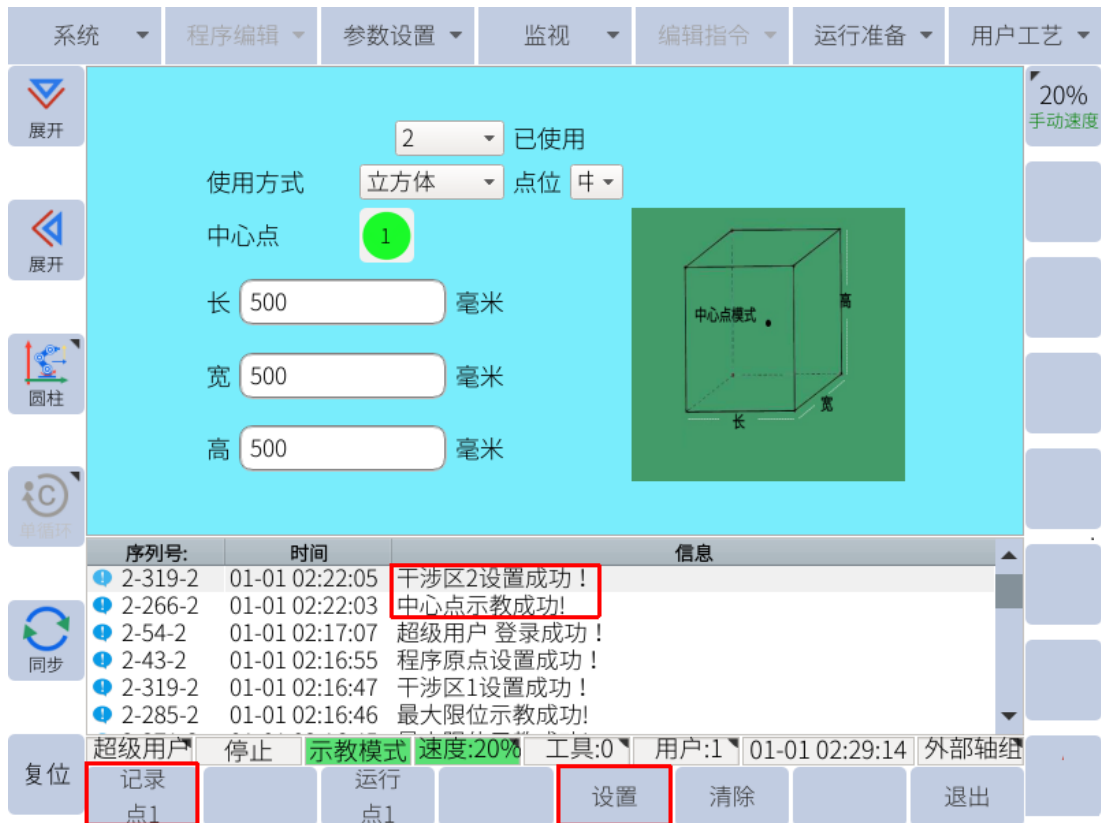 系统 程序编辑 参数设置 监视 编辑指令 运行准备 用户工艺
展开
20%
手动速度
2 已使用
使用方式 立方体 点位
中心点 1
展开
长 500 毫米
中心点模式
高
宽 500 毫米
圆柱
宽
长
高 500 毫米
单循环
序列号: 时间 信息
2-319-2 01-01 02:22:05 干涉区2设置成功！
2-266-2 01-01 02:22:03 中心点示教成功!
2-54-2 01-01 02:17:07 超级用户 登录成功！
2-43-2 01-01 02:16:55 程序原点设置成功！
2-319-2 01-01 02:16:47 干涉区1设置成功！
2-285-2 01-01 02:16:46 最大限位示教成功!
同步
超级用户 停止 示教模式 速度:20% 工具:0 用户:1 01-01 02:29:14 外部轴组
复位
记录
点1
运行
点1
设置 清除 退出